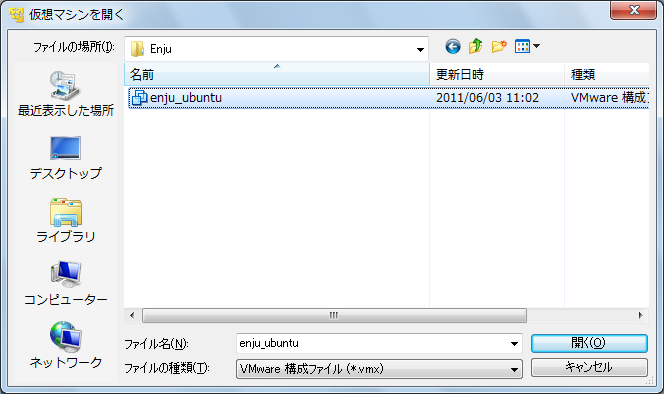 仮想マシンを開く
ファイルの場所(I):
Enju
名前
更新日時
種類
enju_ubuntu
2011/06/03 11:02
VMware 構成フ
最近表示した場所
デスクトップ
ライブラリ
コンピューター
ネットワーク
ファイル名(N):
enju_ubuntu
開く(O)
ファイルの種類(T):
VMware 構成ファイル (*.vmx)
キャンセル